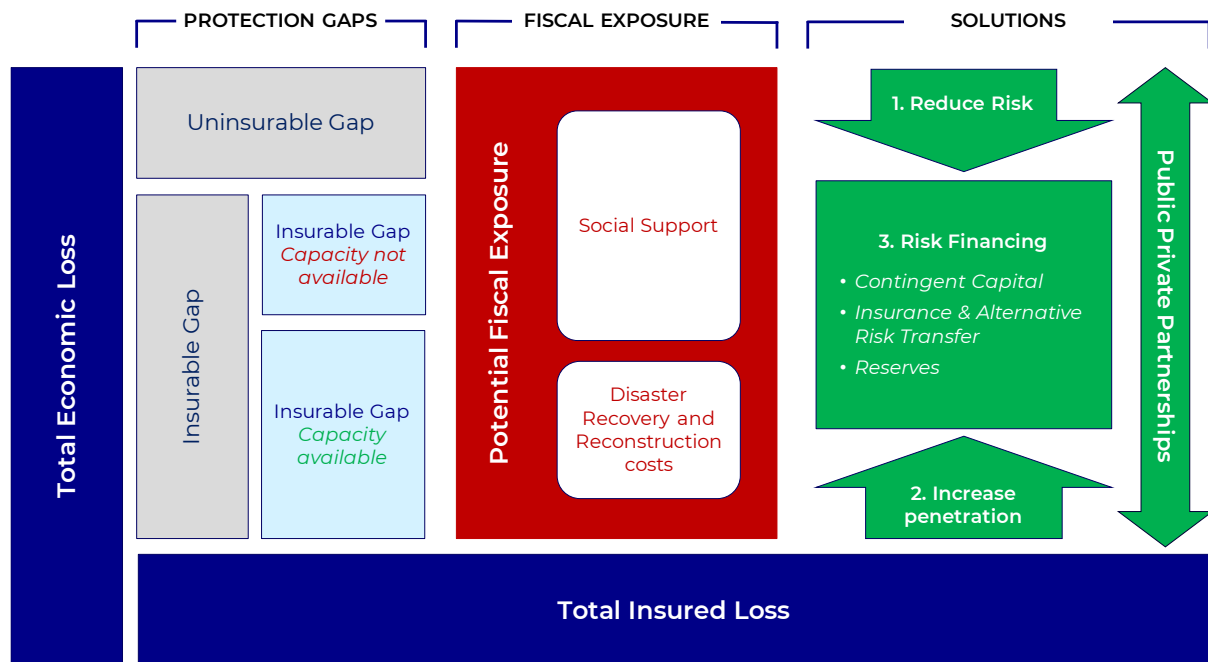 PROTECTION GAPS
FISCAL EXPOSURE
SOLUTIONS
Total Economic Loss
Uninsurable Gap
Insurable Gap
Insurable Gap
Capacity not
available
Insurable Gap
Capacity
available
Potential Fiscal Exposure
Social Support
Disaster
Recovery and
Reconstruction
costs
1. Reduce Risk
3. Risk Financing
• Contingent Capital
• Insurance & Alternative
Risk Transfer
• Reserves
2. Increase
penetration
Public Private Partnerships
Total Insured Loss